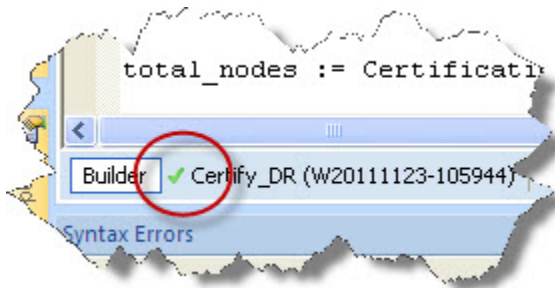 total_nodes := Certificati
Builder Certify_DR (W20111123-105944)
Syntax Errors